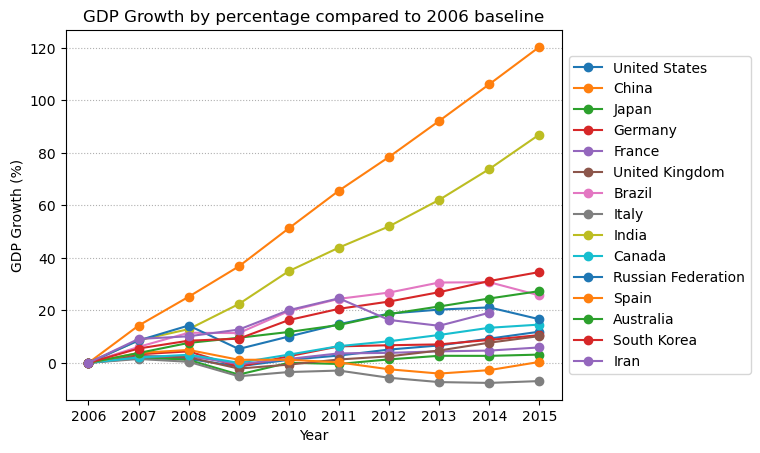 GDP Growth by percentage compared to 2006 baseline
120
100
80
60
40
20
0
GDP Growth (%)
2006 2007 2008 2009 2010 2011 2012 2013 2014 2015
Year
United States
China
Japan
Germany
France
United Kingdom
Brazil
Italy
India
Canada
Russian Federation
Spain
Australia
South Korea
Iran